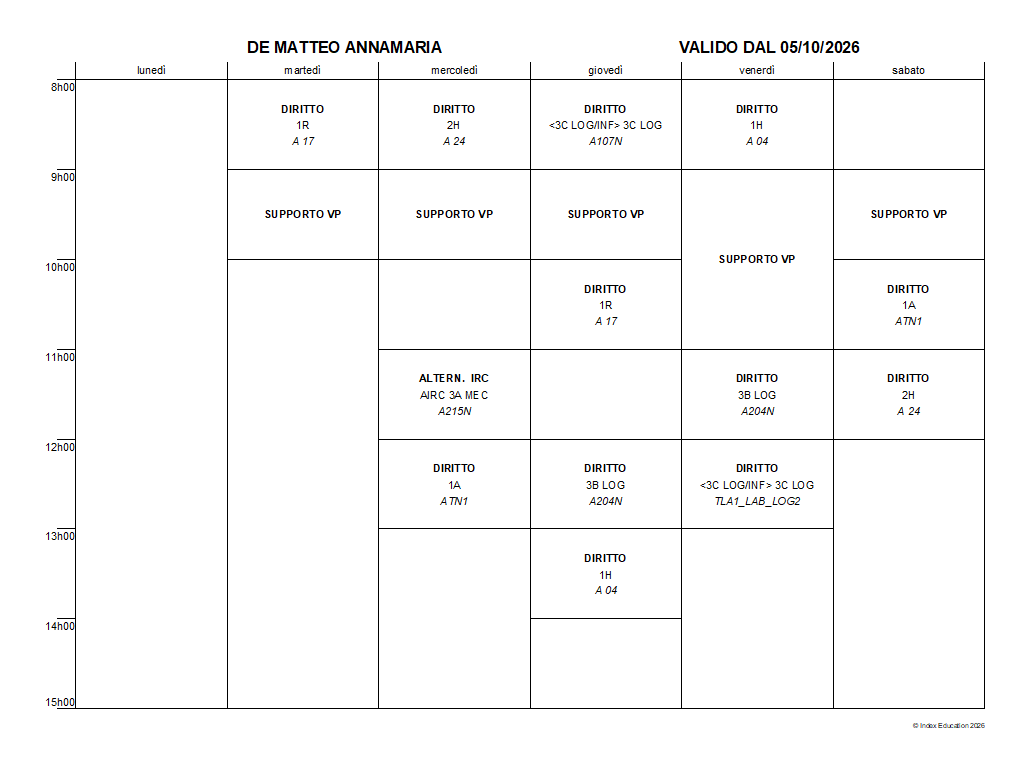 DE MATTEO ANNAMARIA
VALIDO DAL 05/10/2026
lunedì martedì mercoledì giovedì venerdì sabato
8h00
DIRITTO
1R
A 17
DIRITTO
2H
A 24
DIRITTO
<3C LOG/INF> 3C LOG
A107N
DIRITTO
1H
A 04
9h00
SUPPORTO VP
SUPPORTO VP
SUPPORTO VP
SUPPORTO VP
SUPPORTO VP
10h00
DIRITTO
1R
A 17
DIRITTO
1A
ATN1
11h00
ALTERN. IRC
AIRC 3A MEC
A215N
DIRITTO
3B LOG
A204N
DIRITTO
2H
A 24
12h00
DIRITTO
1A
ATN1
DIRITTO
3B LOG
A204N
DIRITTO
<3C LOG/INF> 3C LOG
TLA1_LAB_LOG2
13h00
DIRITTO
1H
A 04
14h00
15h00
© Index Education 2026